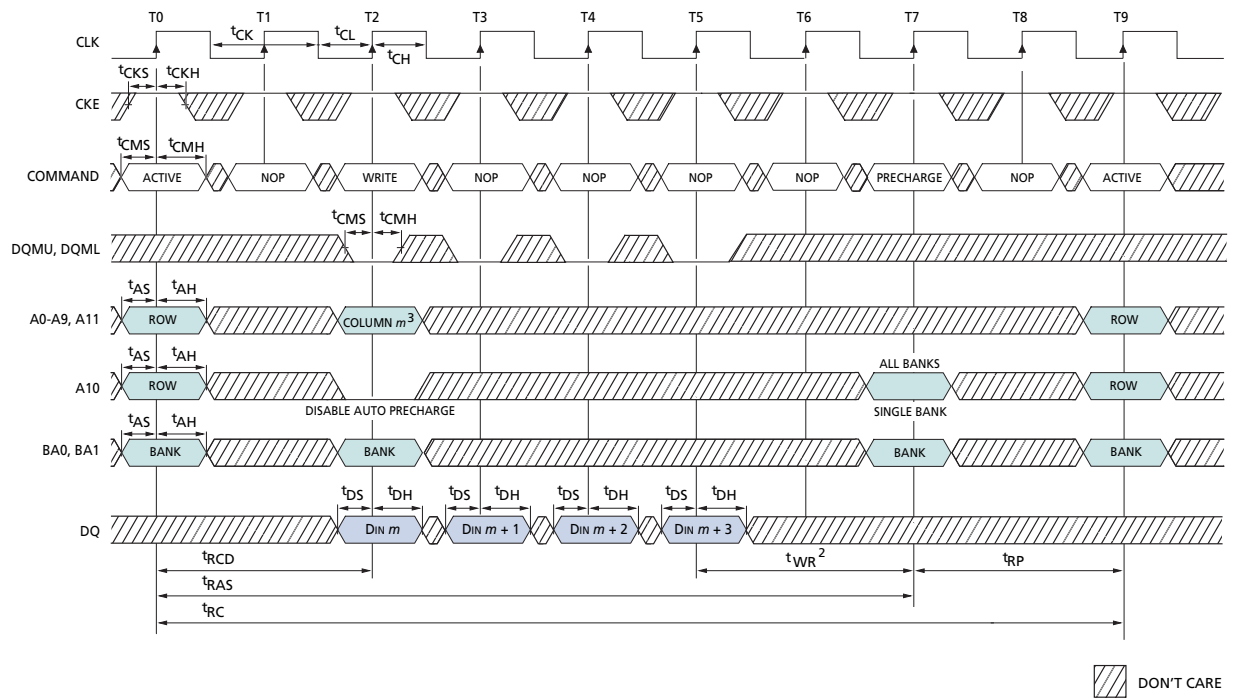 T0 T1 T2 T3 T4 T5 T6 T7 T8 T9
CLK tCK tCL tCH
tCKS tCKH
CKE
tCMS tCMH
COMMAND ACTIVE NOP WRITE NOP NOP NOP NOP PRECHARGE NOP ACTIVE
tCMS tCMH
DQMU, DQML
tAS tAH
A0-A9, A11 ROW COLUMN m3 ROW
tAS tAH ALL BANKS
A10 ROW ROW
DISABLE AUTO PRECHARGE SINGLE BANK
tAS tAH
BA0, BA1 BANK BANK BANK BANK
tDS tDH tDS tDH tDS tDH tDS tDH
DQ DIN m DIN m + 1 DIN m + 2 DIN m + 3
tRCD tWR2 tRP
tRAS
tRC
DON'T CARE